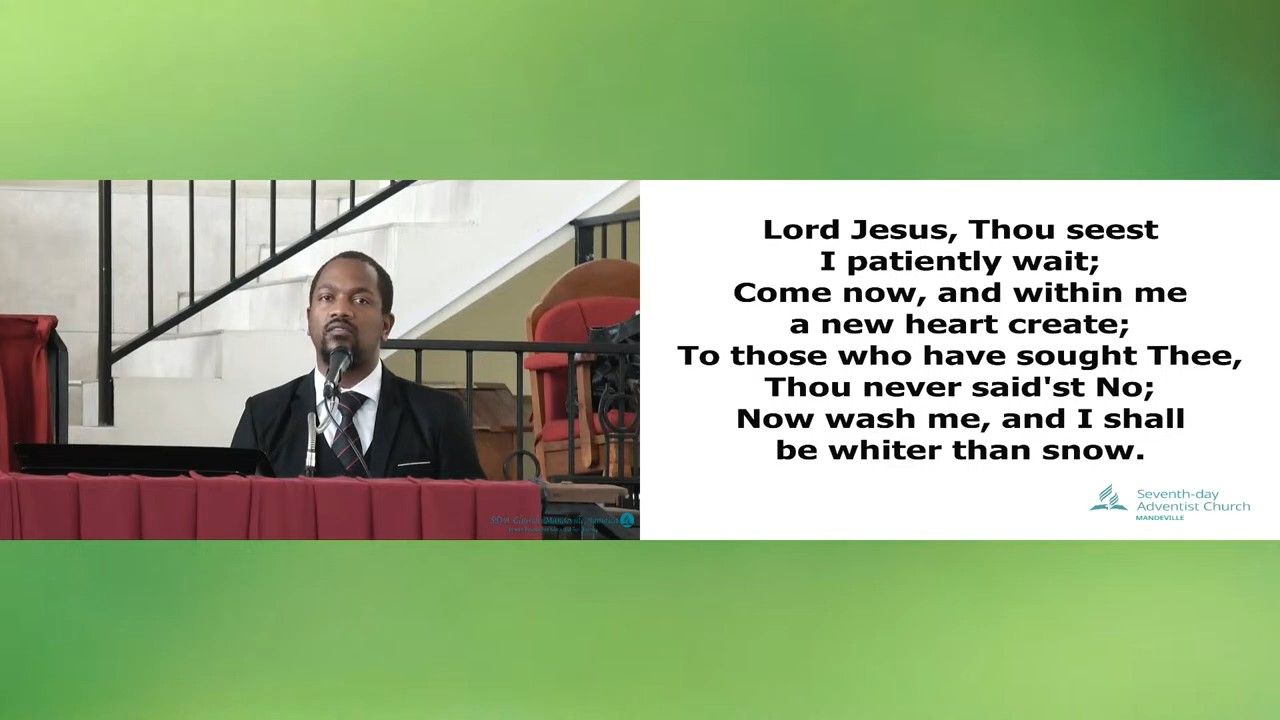 Lord Jesus, Thou seest
I patiently wait;
Come now, and within me
a new heart create;
To those who have sought Thee,
Thou never said'st No;
Now wash me, and I shall
be whiter than snow.
Seventh-day
Adventist Church
MANDEVILLE